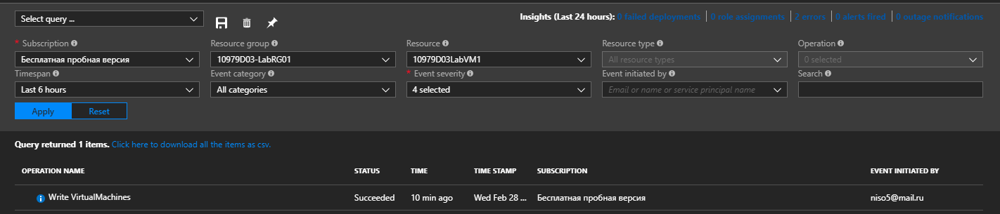 Select query ...
Insights (Last 24 hours): 0 failed deployments | 0 role assignments | 2 errors | 0 alerts fired | 0 outage notifications
* Subscription Resource group Resource Resource type Operation
Бесплатная пробная версия 10979D03-LabRG01 10979D03LabVM1 All resource types 0 selected
Timespan Event category * Event severity Event initiated by Search
Last 6 hours All categories 4 selected Email or name or service principal name
Apply Reset
Query returned 1 items. Click here to download all the items as csv.
OPERATION NAME STATUS TIME TIME STAMP SUBSCRIPTION EVENT INITIATED BY
Write VirtualMachines Succeeded 10 min ago Wed Feb 28 ... Бесплатная пробная версия niso5@mail.ru